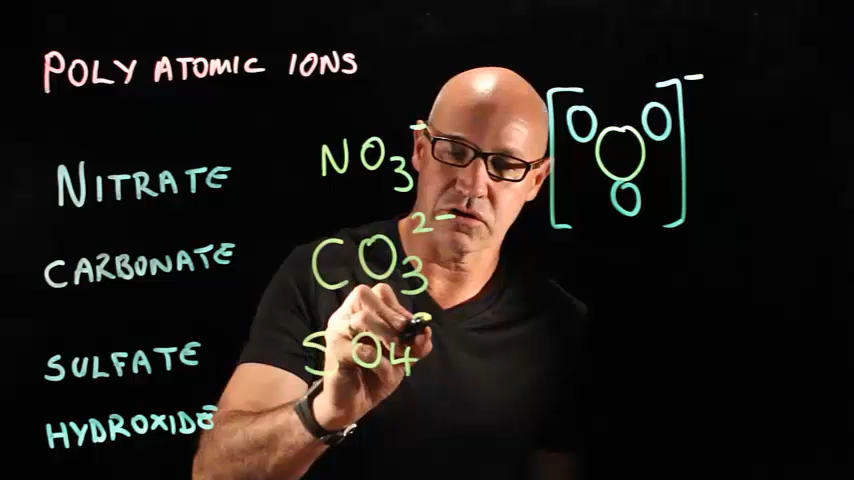 POLY ATOMIC IONS
NITRATE NO3-
CARBONATE CO3 2-
SULFATE SO4
HYDROXIDE
[O O O O]-